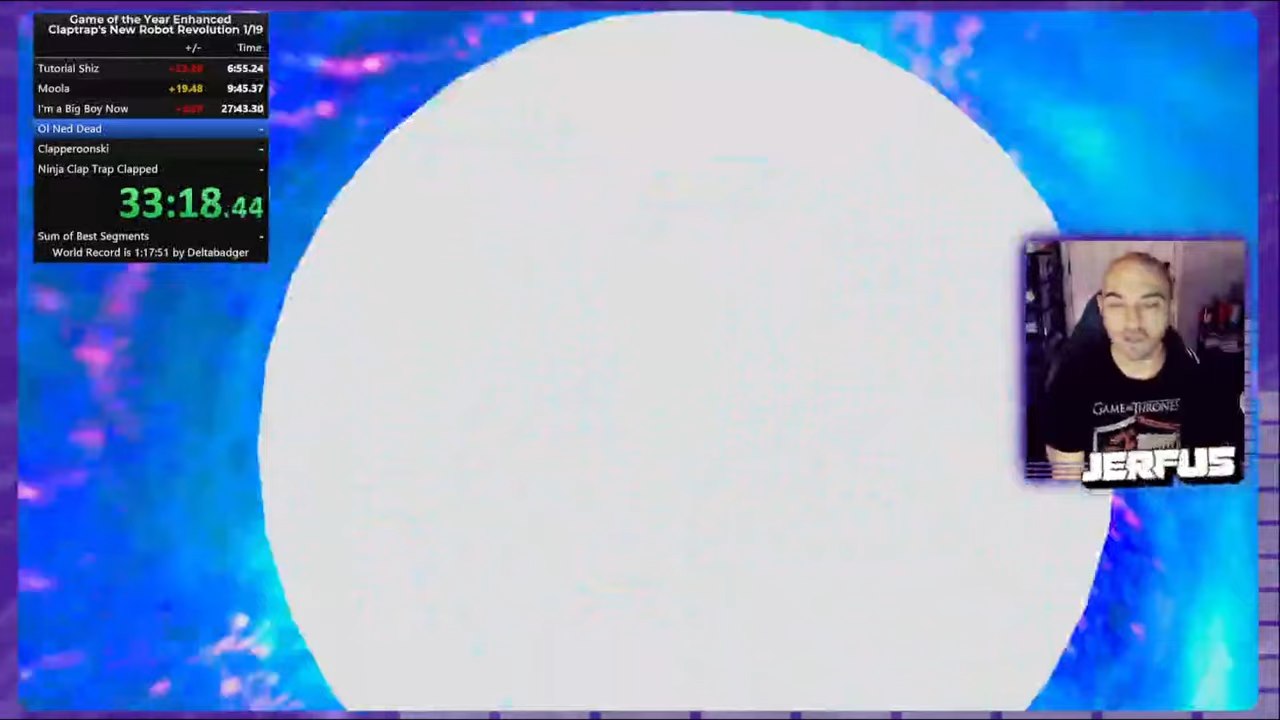 Game of the Year Enhanced
Claptrap's New Robot Revolution 1/19
+/- Time
Tutorial Shiz 6:55.24
Moola +19.48 9:45.37
I'm a Big Boy Now 27:43.30
Ol Ned Dead -
Clapperoonski -
Ninja Clap Trap Clapped -
33:18.44
Sum of Best Segments -
World Record is 1:17:51 by Deltabadger
GAME OF THRONES
JERFUS